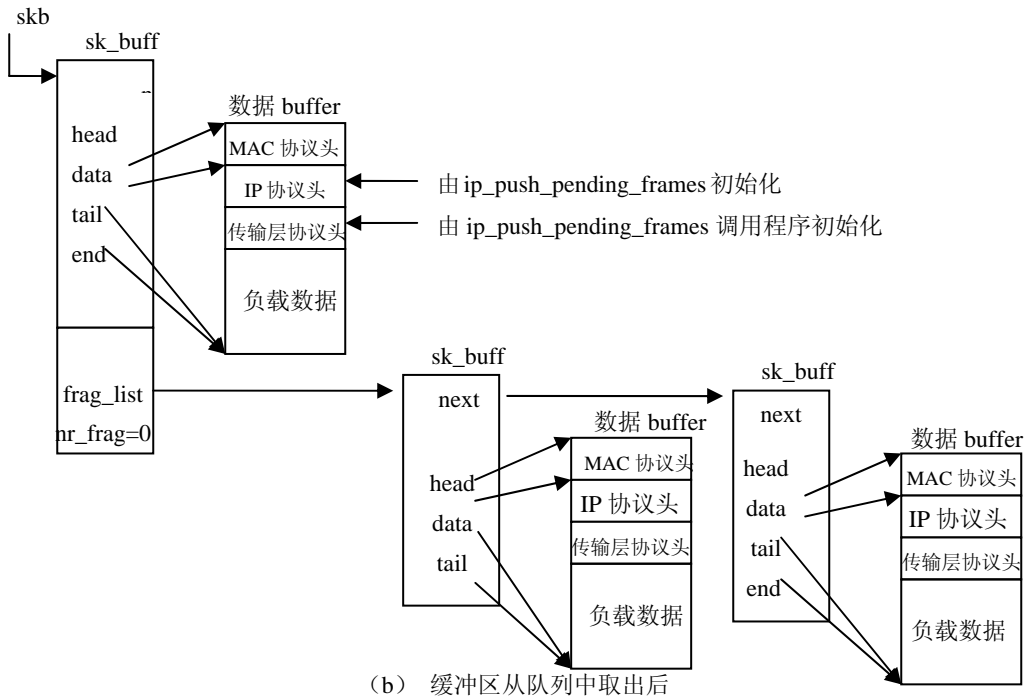 skb
sk_buff
head
data
tail
end
frag_list
nr_frag=0
数据 buffer
MAC 协议头
IP 协议头
传输层协议头
负载数据
由 ip_push_pending_frames 初始化
由 ip_push_pending_frames 调用程序初始化
sk_buff
next
head
data
tail
数据 buffer
MAC 协议头
IP 协议头
传输层协议头
负载数据
sk_buff
next
head
data
tail
end
数据 buffer
MAC 协议头
IP 协议头
传输层协议头
负载数据
(b) 缓冲区从队列中取出后